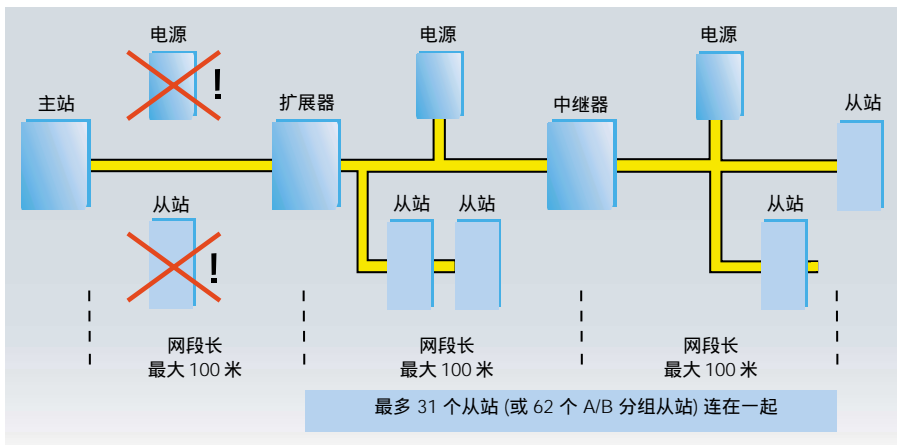 电源
电源
电源
!
主站
扩展器
中继器
从站
从站
从站
从站
从站
!
网段长
最大 100 米
网段长
最大 100 米
网段长
最大 100 米
最多 31 个从站 (或 62 个 A/B 分组从站) 连在一起